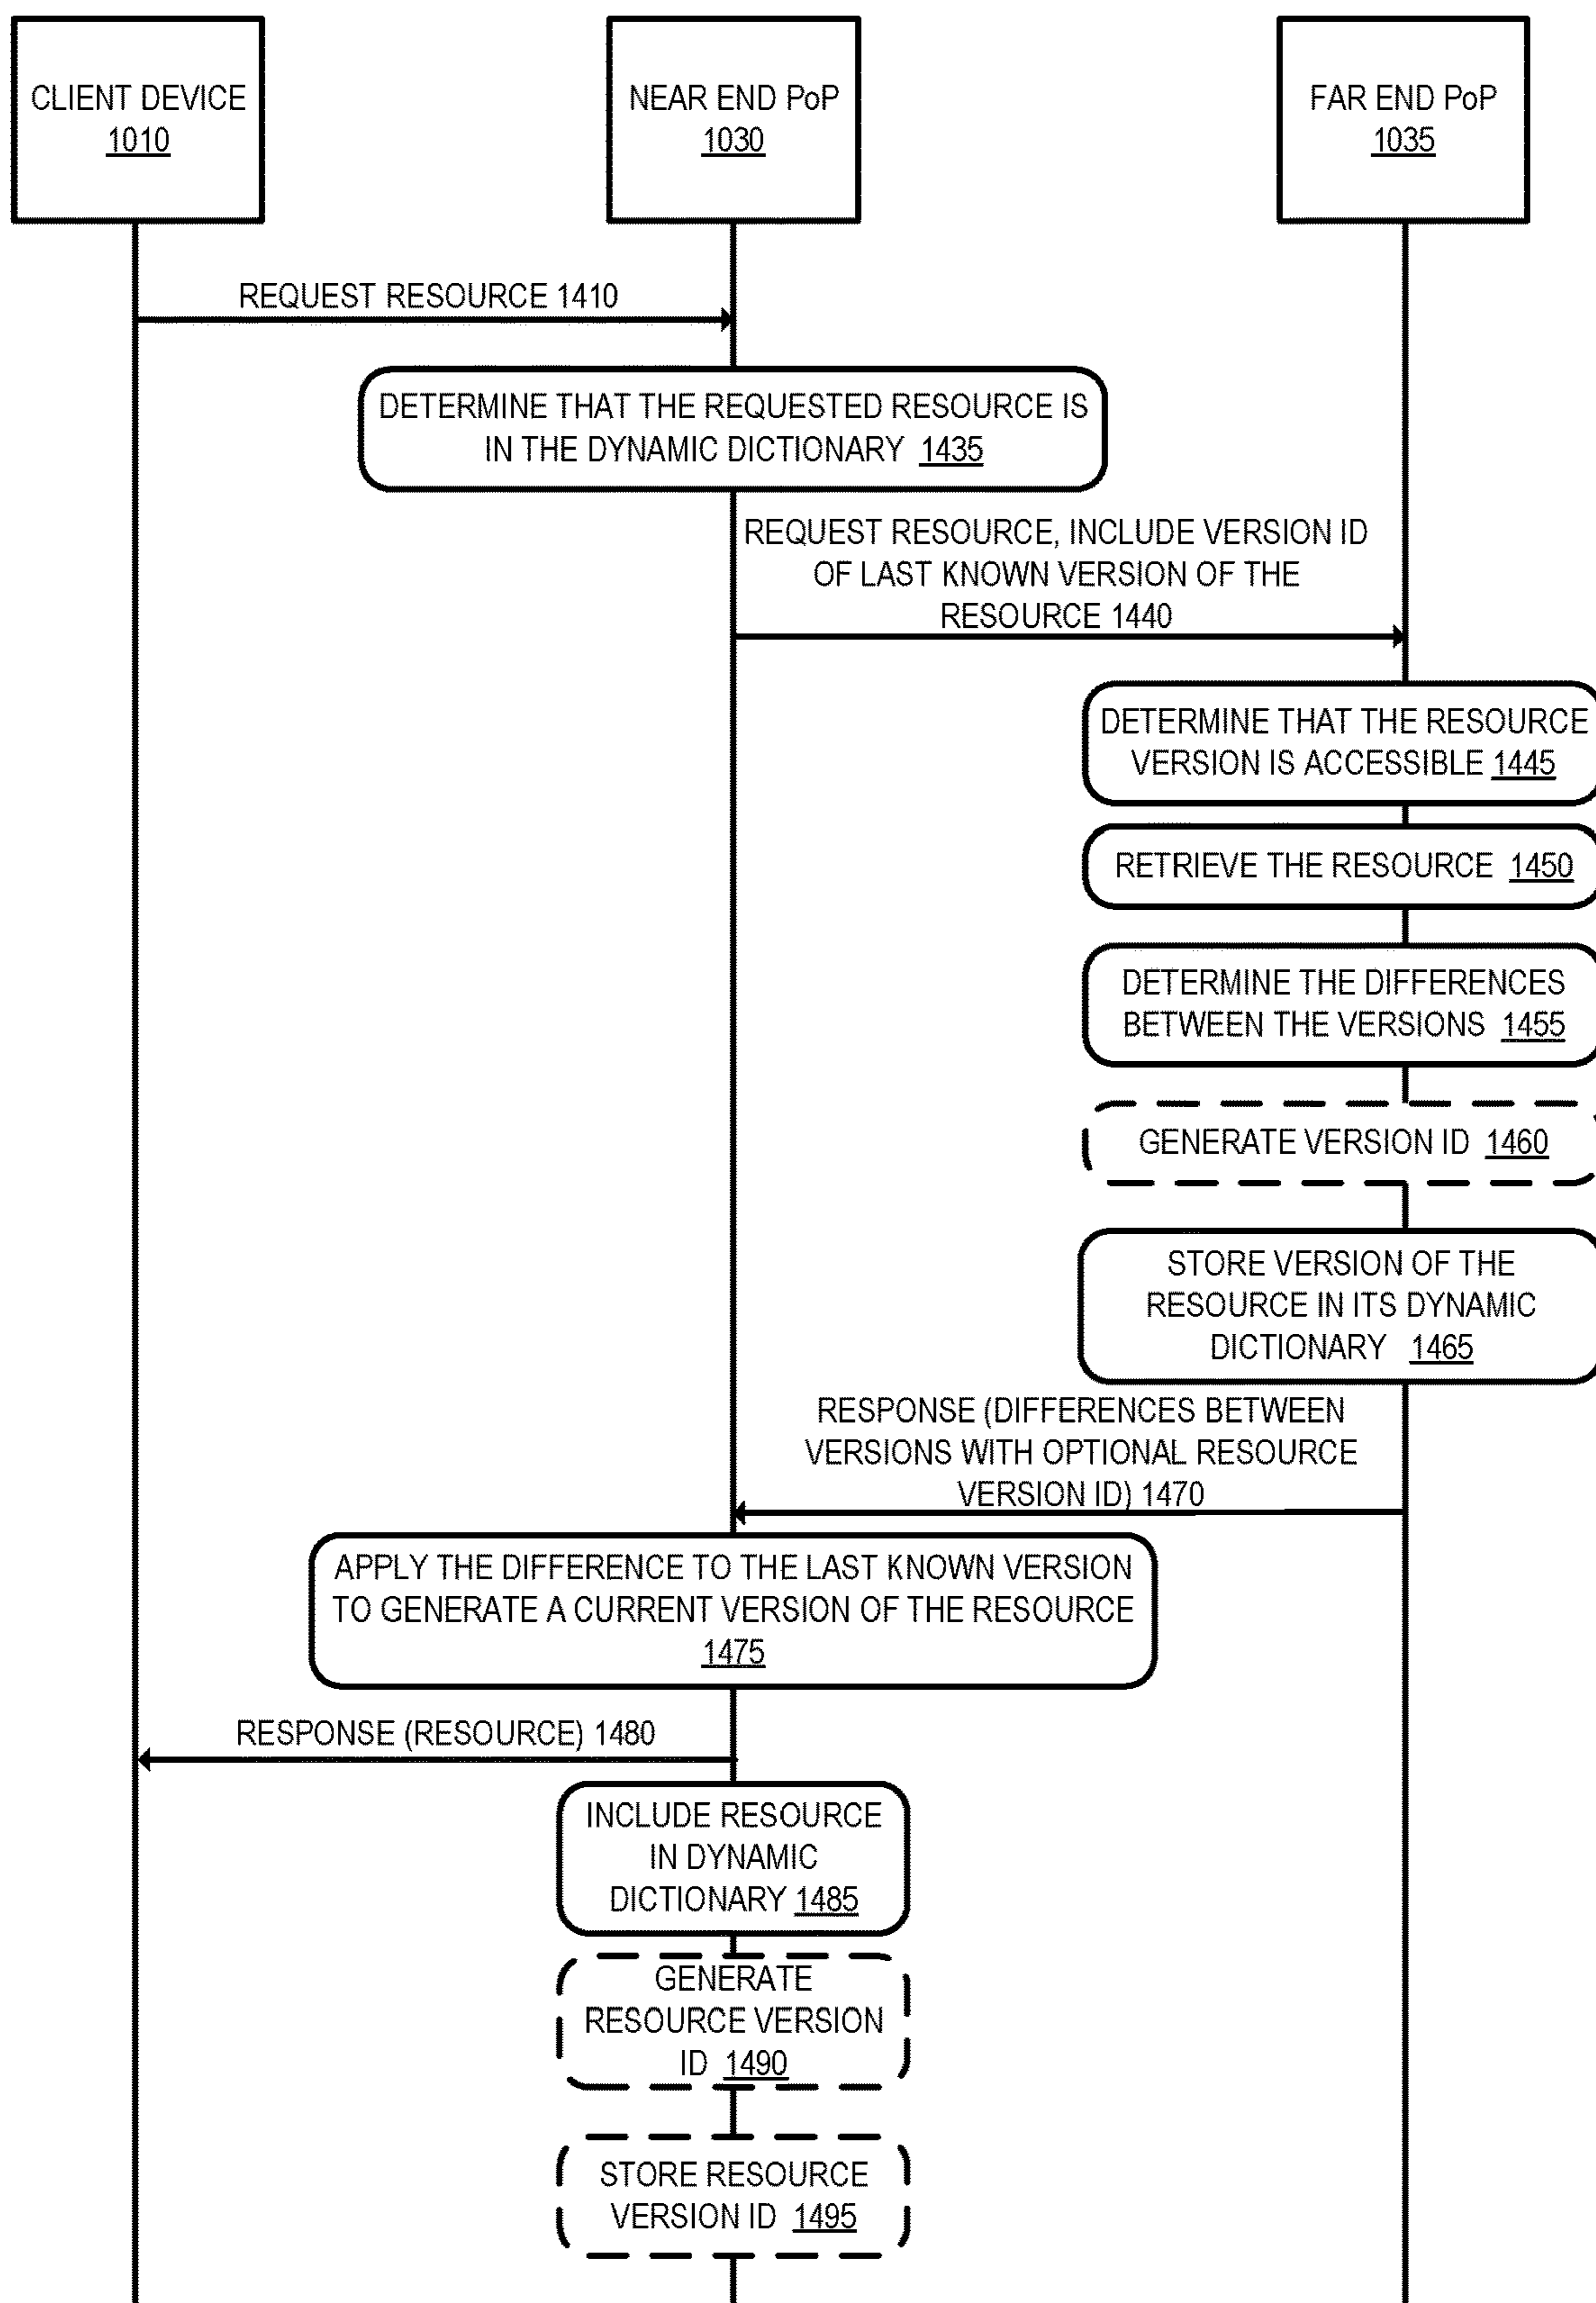 CLIENT DEVICE
1010
NEAR END PoP
1030
FAR END PoP
1035
REQUEST RESOURCE 1410
DETERMINE THAT THE REQUESTED RESOURCE IS
IN THE DYNAMIC DICTIONARY 1435
REQUEST RESOURCE, INCLUDE VERSION ID
OF LAST KNOWN VERSION OF THE
RESOURCE 1440
DETERMINE THAT THE RESOURCE
VERSION IS ACCESSIBLE 1445
RETRIEVE THE RESOURCE 1450
DETERMINE THE DIFFERENCES
BETWEEN THE VERSIONS 1455
GENERATE VERSION ID 1460
STORE VERSION OF THE
RESOURCE IN ITS DYNAMIC
DICTIONARY 1465
RESPONSE (DIFFERENCES BETWEEN
VERSIONS WITH OPTIONAL RESOURCE
VERSION ID) 1470
APPLY THE DIFFERENCE TO THE LAST KNOWN VERSION
TO GENERATE A CURRENT VERSION OF THE RESOURCE
1475
RESPONSE (RESOURCE) 1480
INCLUDE RESOURCE
IN DYNAMIC
DICTIONARY 1485
GENERATE
RESOURCE VERSION
ID 1490
STORE RESOURCE
VERSION ID 1495